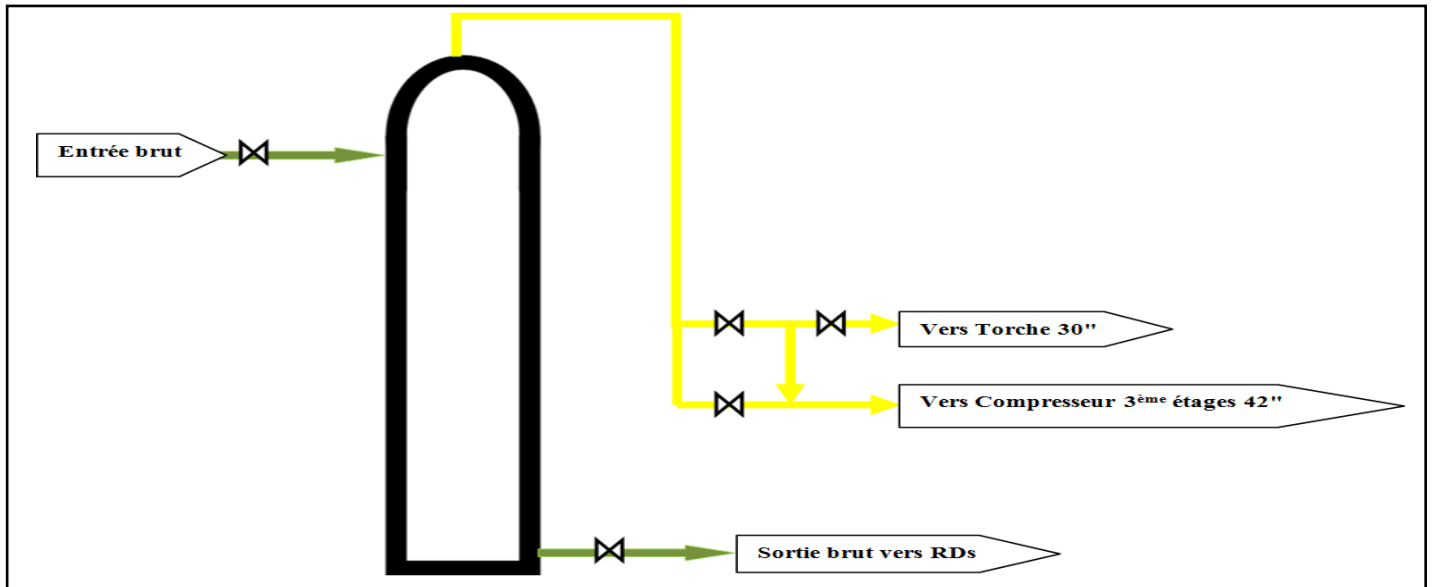 Entrée brut
Vers Torche 30"
Vers Compresseur 3ème étages 42"
Sortie brut vers RDs